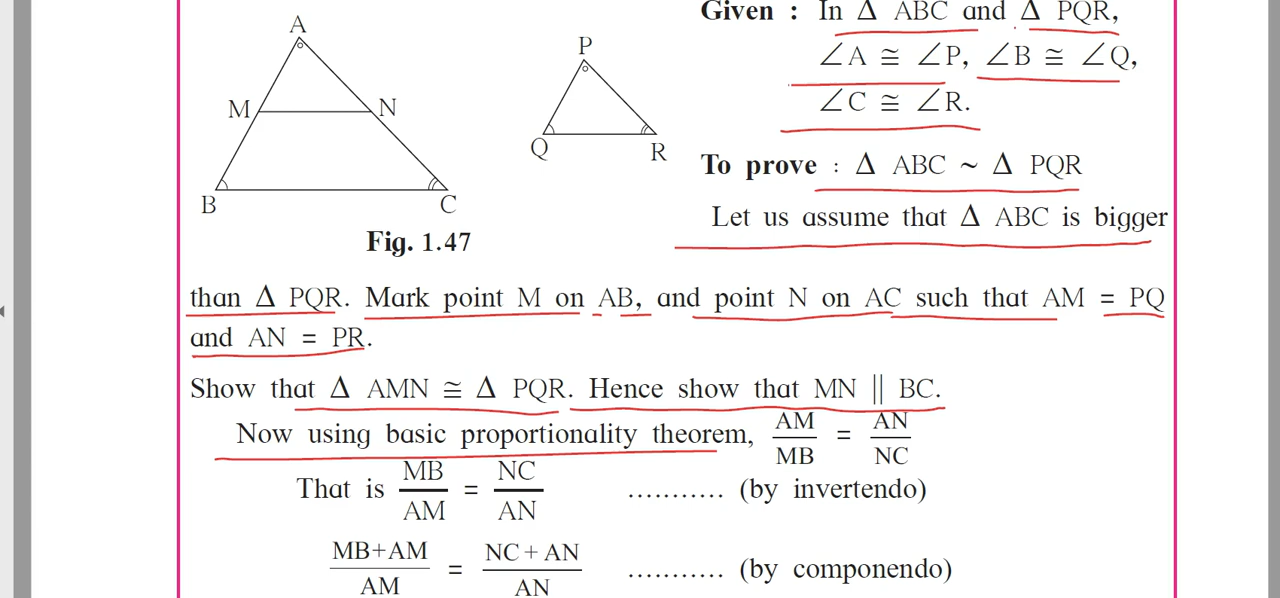 Given : In Δ ABC and Δ PQR,
∠A ≅ ∠P, ∠B ≅ ∠Q,
∠C ≅ ∠R.
A
P
M
N
Q
R
B
C
Fig. 1.47
To prove : Δ ABC ~ Δ PQR
Let us assume that Δ ABC is bigger
than Δ PQR. Mark point M on AB, and point N on AC such that AM = PQ
and AN = PR.
Show that Δ AMN ≅ Δ PQR. Hence show that MN || BC.
Now using basic proportionality theorem, AM/MB = AN/NC
That is MB/AM = NC/AN ........... (by invertendo)
MB+AM/AM = NC+AN/AN ........... (by componendo)